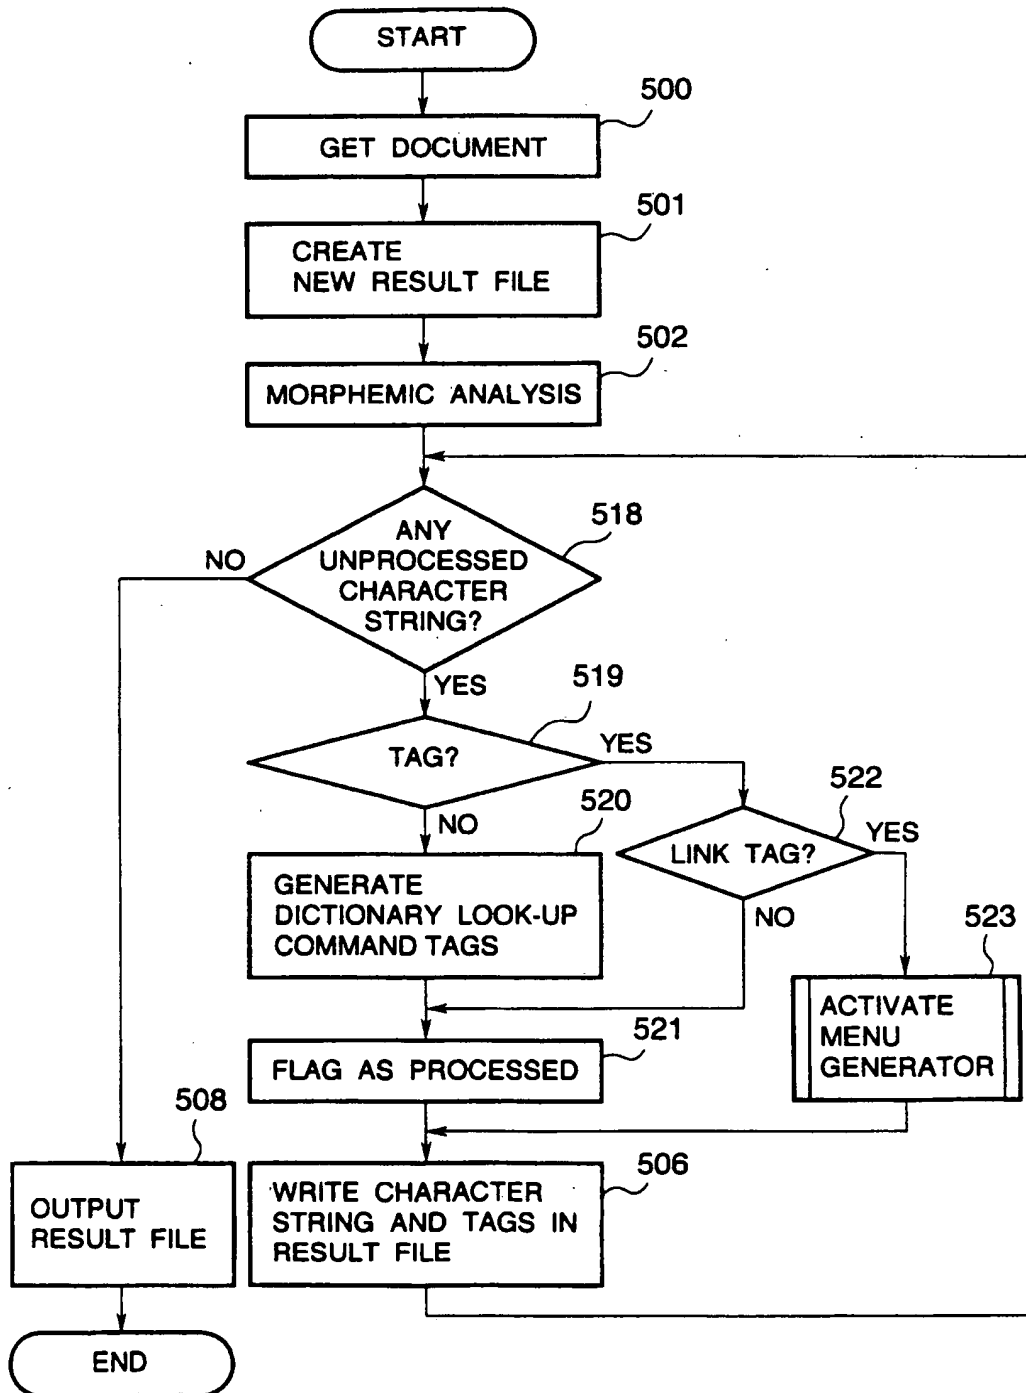 START
500
GET DOCUMENT
501
CREATE
NEW RESULT FILE
502
MORPHEMIC ANALYSIS
518
ANY
UNPROCESSED
CHARACTER
STRING?
NO
YES
519
TAG?
YES
NO
520
522
LINK TAG?
YES
NO
GENERATE
DICTIONARY LOOK-UP
COMMAND TAGS
523
ACTIVATE
MENU
GENERATOR
521
FLAG AS PROCESSED
508
OUTPUT
RESULT FILE
506
WRITE CHARACTER
STRING AND TAGS IN
RESULT FILE
END